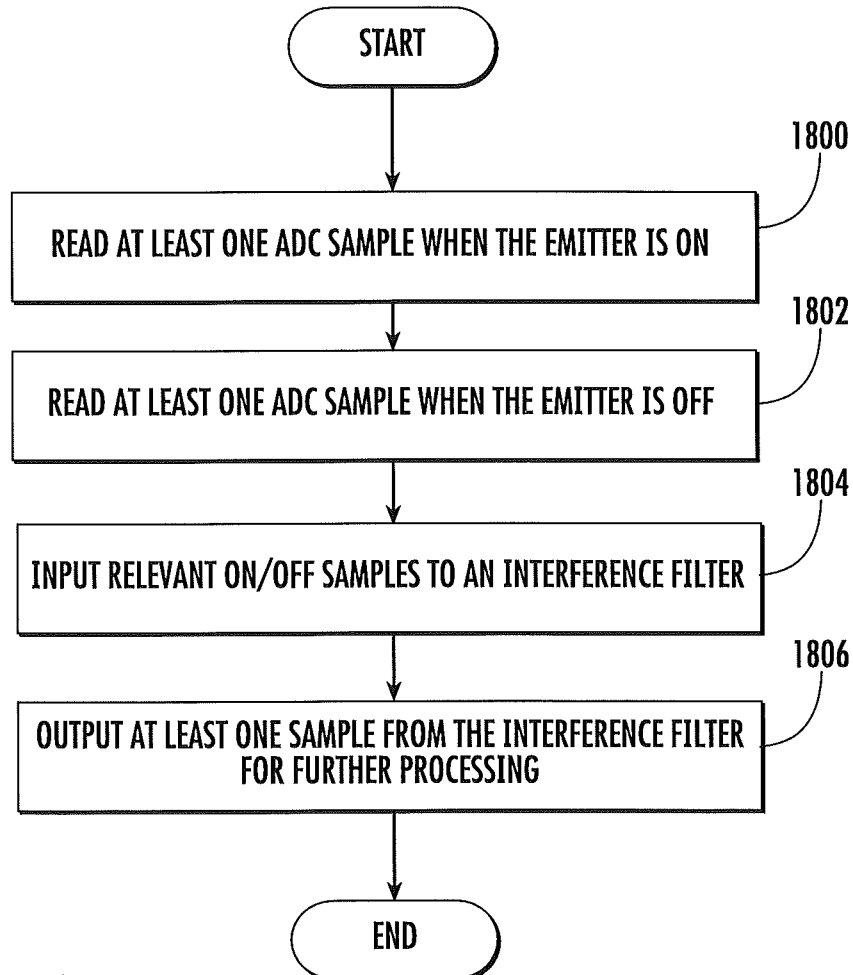 START
1800
READ AT LEAST ONE ADC SAMPLE WHEN THE EMITTER IS ON
1802
READ AT LEAST ONE ADC SAMPLE WHEN THE EMITTER IS OFF
1804
INPUT RELEVANT ON/OFF SAMPLES TO AN INTERFERENCE FILTER
1806
OUTPUT AT LEAST ONE SAMPLE FROM THE INTERFERENCE FILTER
FOR FURTHER PROCESSING
END